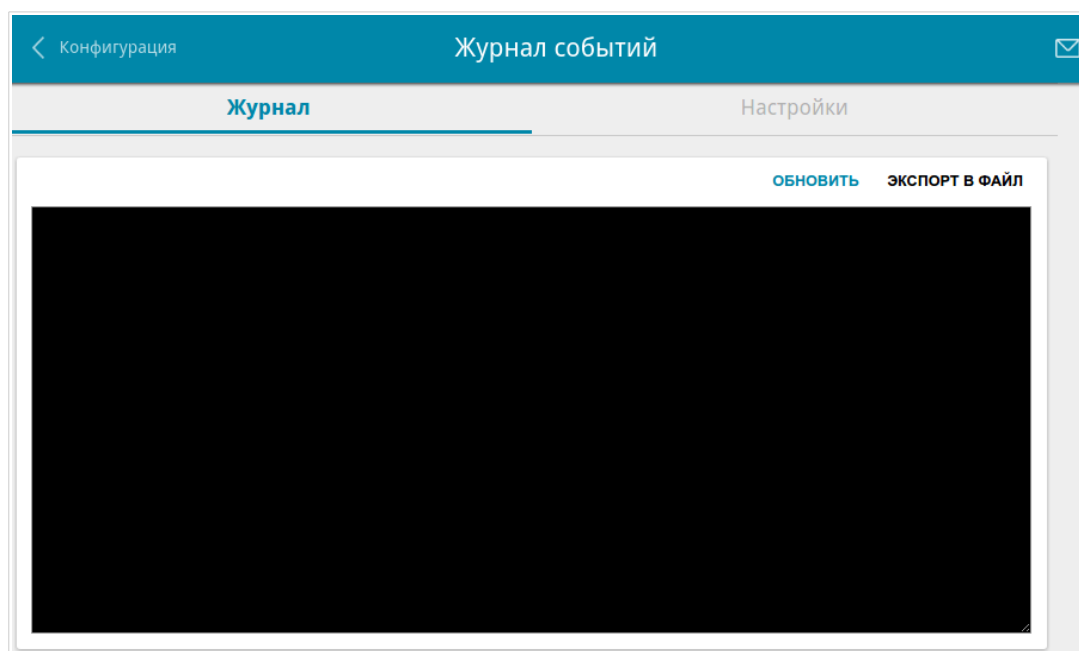 Конфигурация
Журнал событий
Журнал
Настройки
ОБНОВИТЬ
ЭКСПОРТ В ФАЙЛ